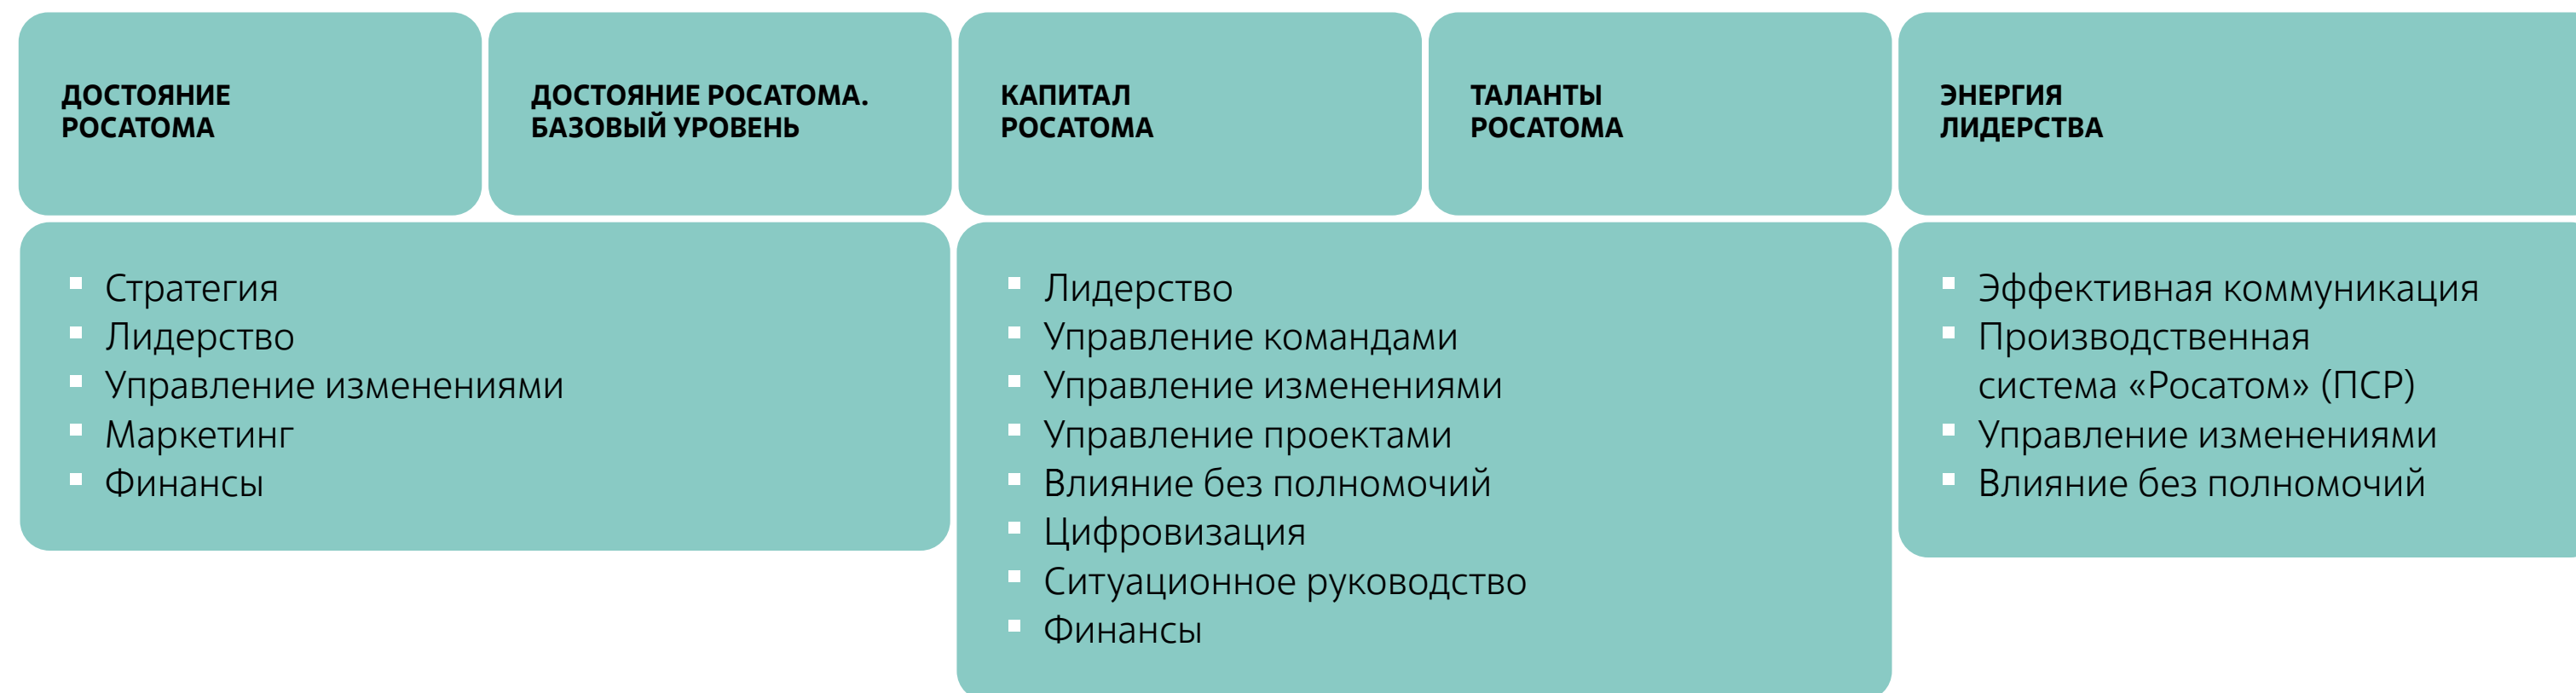 ДОСТОЯНИЕ
РОСАТОМА
ДОСТОЯНИЕ РОСАТОМА.
БАЗОВЫЙ УРОВЕНЬ
КАПИТАЛ
РОСАТОМА
ТАЛАНТЫ
РОСАТОМА
ЭНЕРГИЯ
ЛИДЕРСТВА
Стратегия
Лидерство
Управление изменениями
Маркетинг
Финансы
Лидерство
Управление командами
Управление изменениями
Управление проектами
Влияние без полномочий
Цифровизация
Ситуационное руководство
Финансы
Эффективная коммуникация
Производственная
система «Росатом» (ПСР)
Управление изменениями
Влияние без полномочий